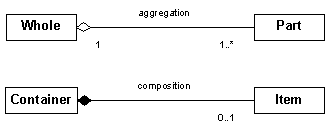 aggregation
Whole Part
1 1..*
composition
Container Item
0..1